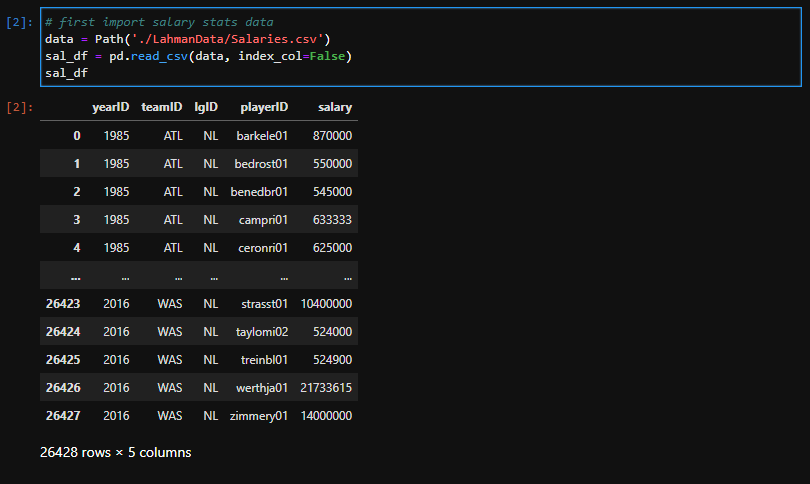 [2]: # first import salary stats data
data = Path('./LahmanData/Salaries.csv')
sal_df = pd.read_csv(data, index_col=False)
sal_df
[2]: yearID teamID lgID playerID salary
0 1985 ATL NL barkele01 870000
1 1985 ATL NL bedrost01 550000
2 1985 ATL NL benedbr01 545000
3 1985 ATL NL campri01 633333
4 1985 ATL NL ceronri01 625000
... ... ... ... ... ...
26423 2016 WAS NL strasst01 10400000
26424 2016 WAS NL taylomi02 524000
26425 2016 WAS NL treinbl01 524900
26426 2016 WAS NL werthja01 21733615
26427 2016 WAS NL zimmery01 14000000
26428 rows × 5 columns